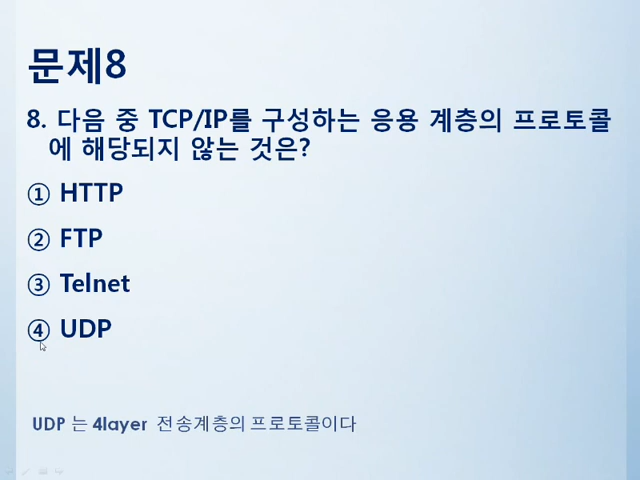 문제8
8. 다음 중 TCP/IP를 구성하는 응용 계층의 프로토콜
에 해당되지 않는 것은?
① HTTP
② FTP
③ Telnet
④ UDP
UDP 는 4layer 전송계층의 프로토콜이다